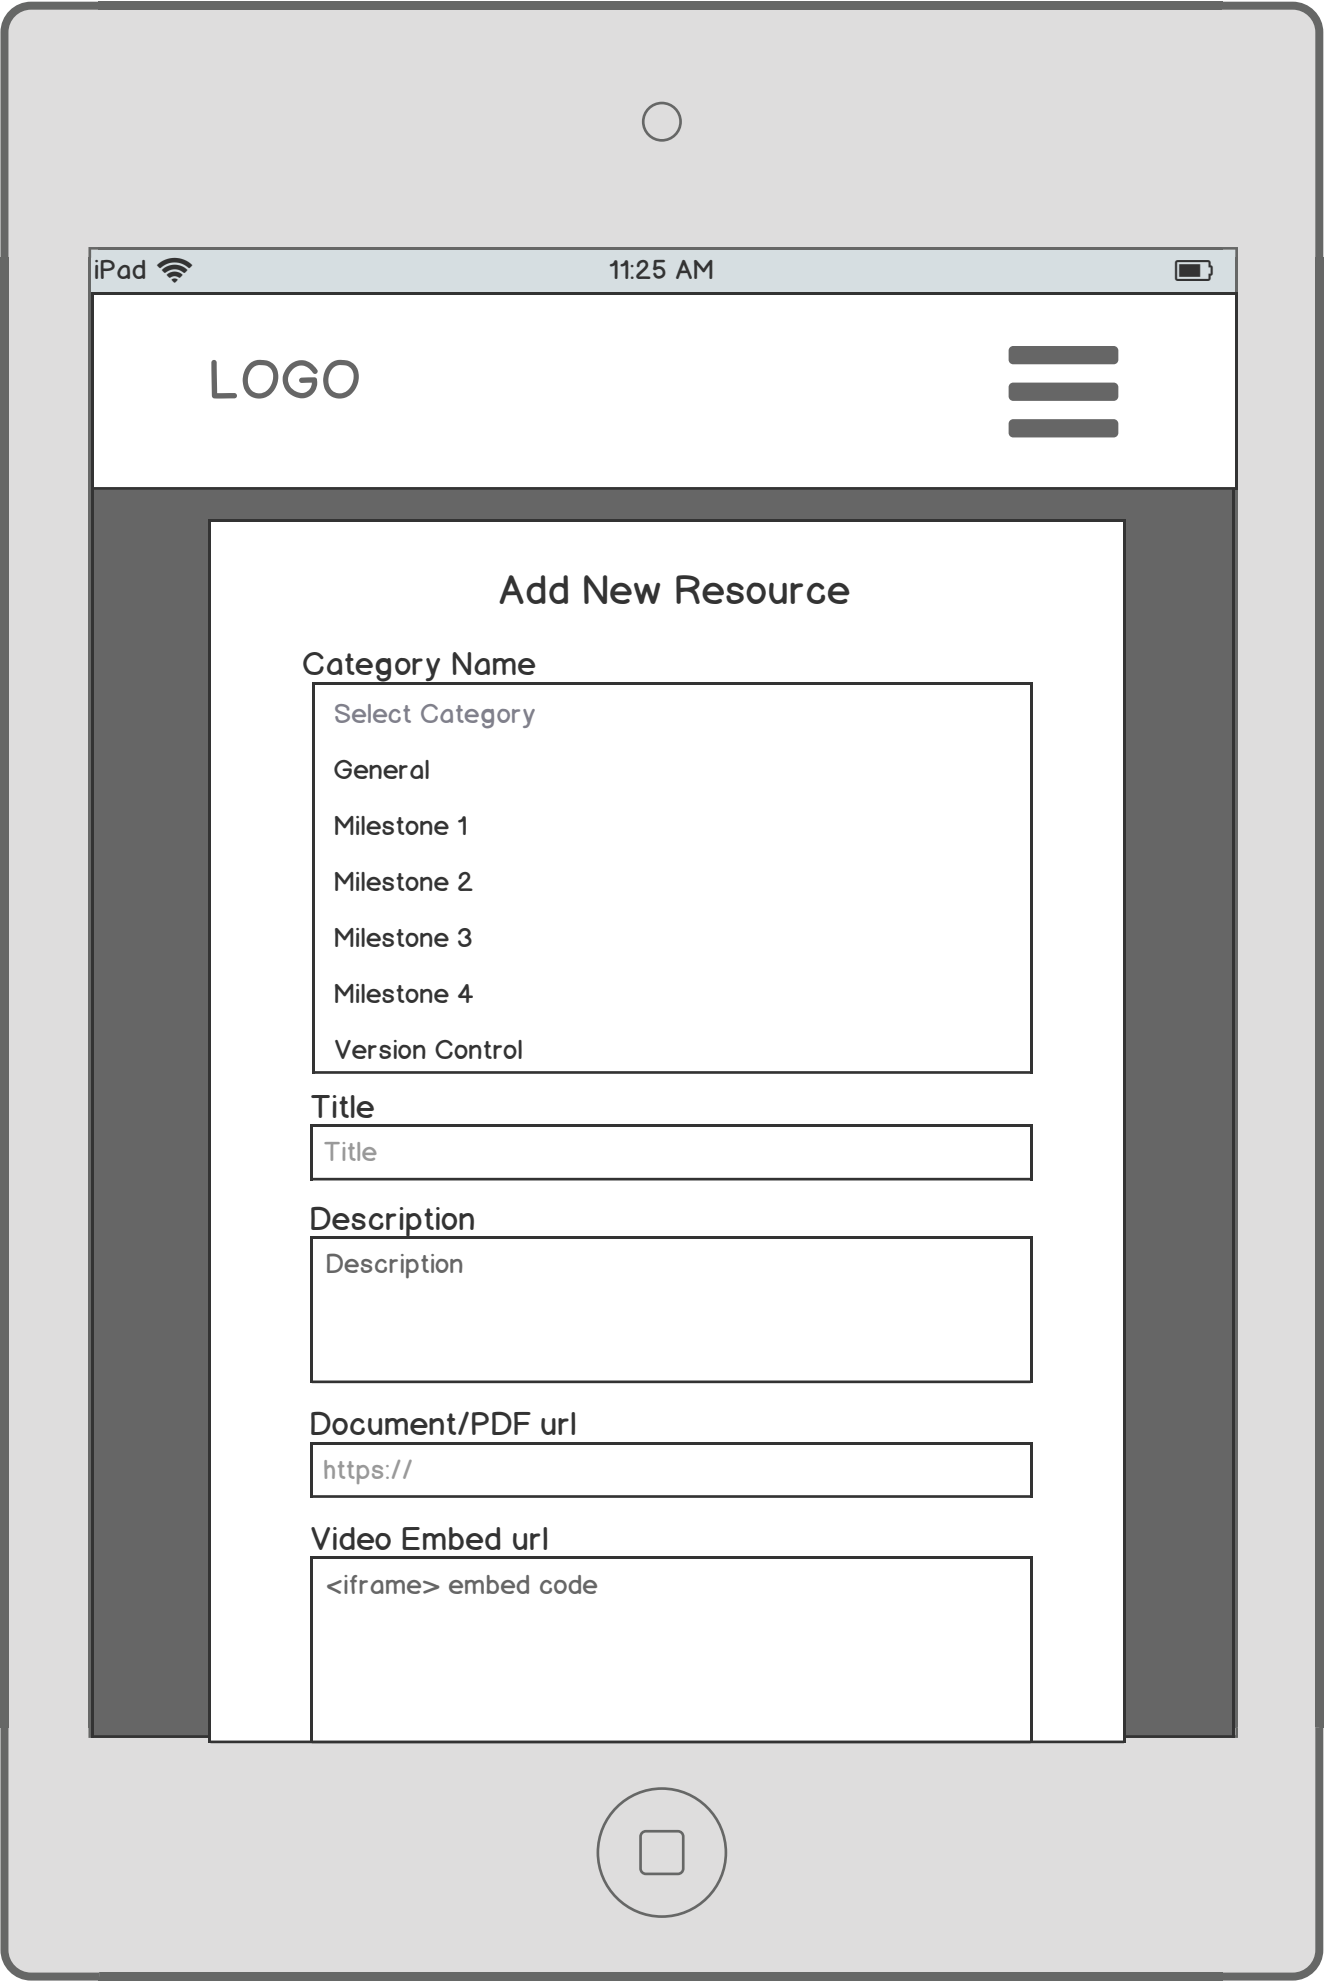 iPad 11:25 AM
LOGO
Add New Resource
Category Name
Select Category
General
Milestone 1
Milestone 2
Milestone 3
Milestone 4
Version Control
Title
Title
Description
Description
Document/PDF url
https://
Video Embed url
<iframe> embed code